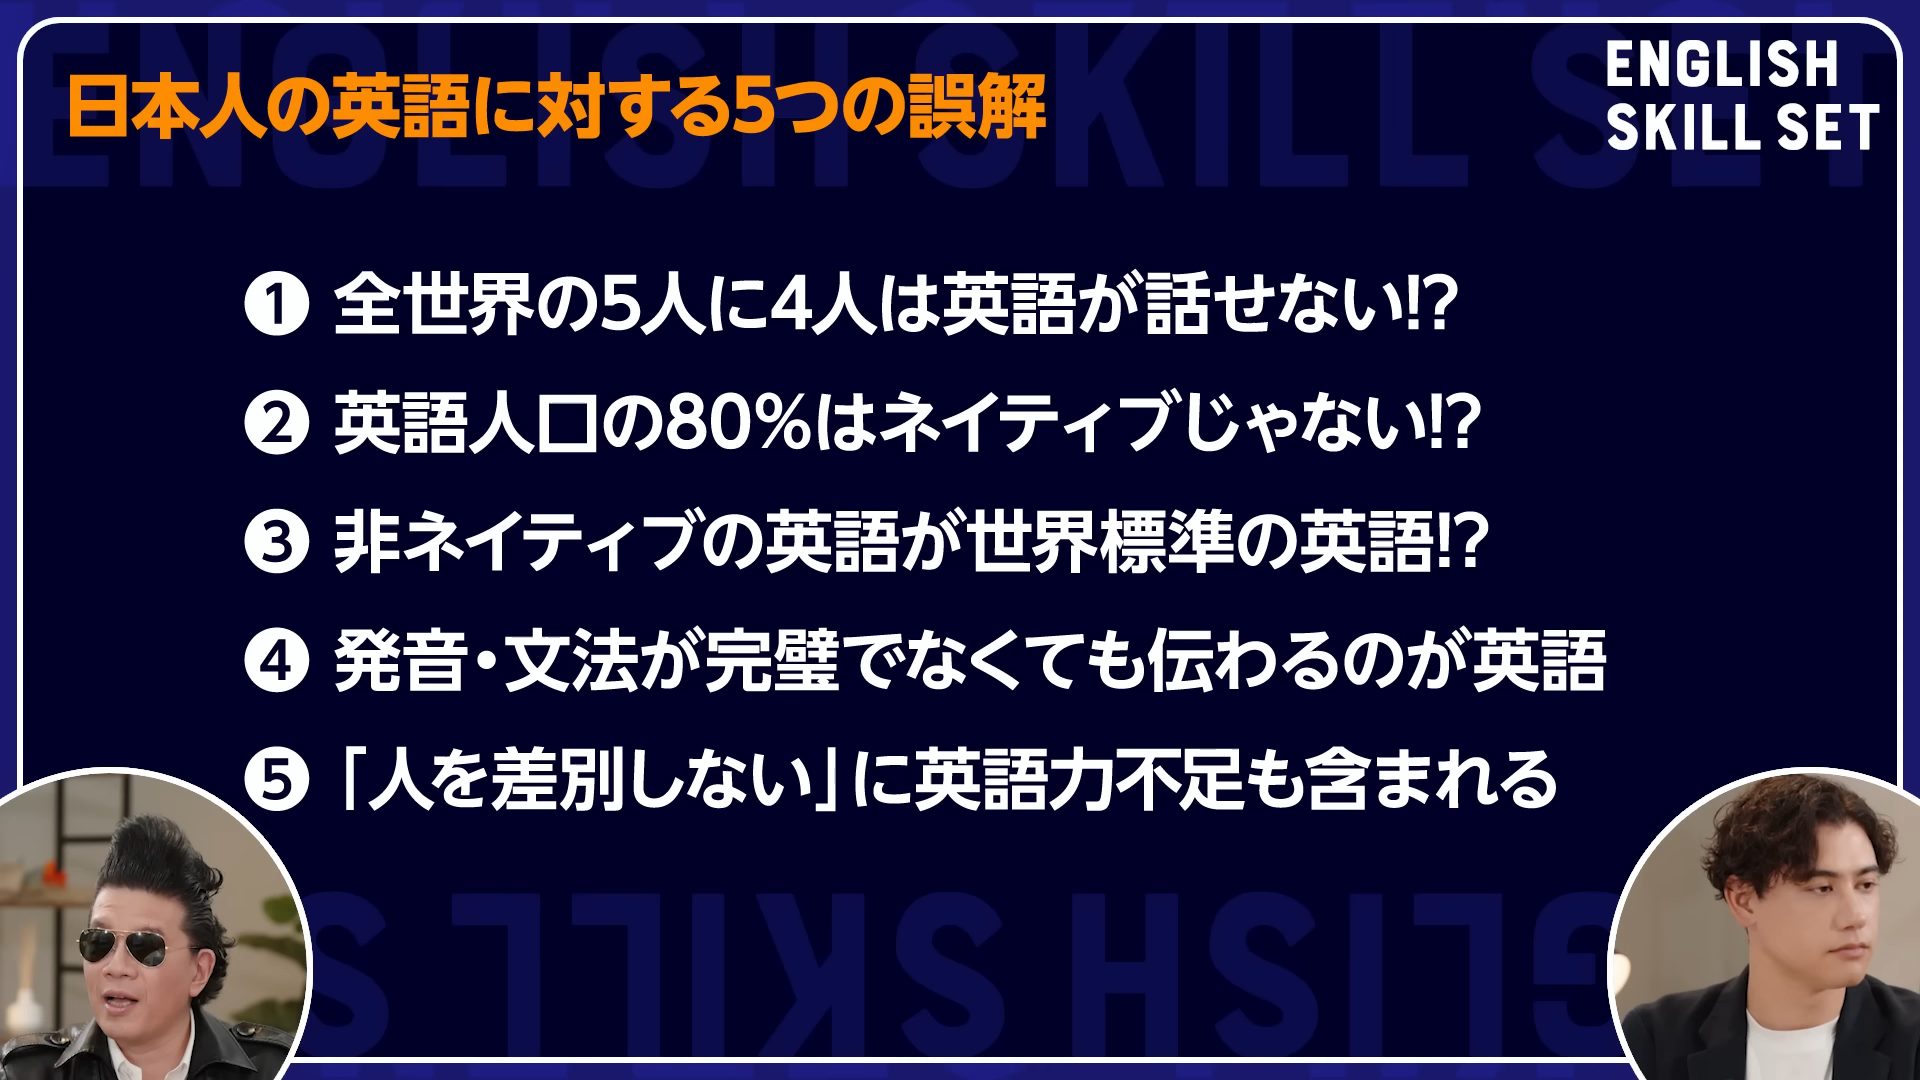 日本人の英語に対する5つの誤解
ENGLISH
SKILL SET
❶ 全世界の5人に4人は英語が話せない!?
❷ 英語人口の80%はネイティブじゃない!?
❸ 非ネイティブの英語が世界標準の英語!?
❹ 発音・文法が完璧でなくても伝わるのが英語
❺ 「人を差別しない」に英語力不足も含まれる
ENGLISH SKILL SET
GLISH SKILL S